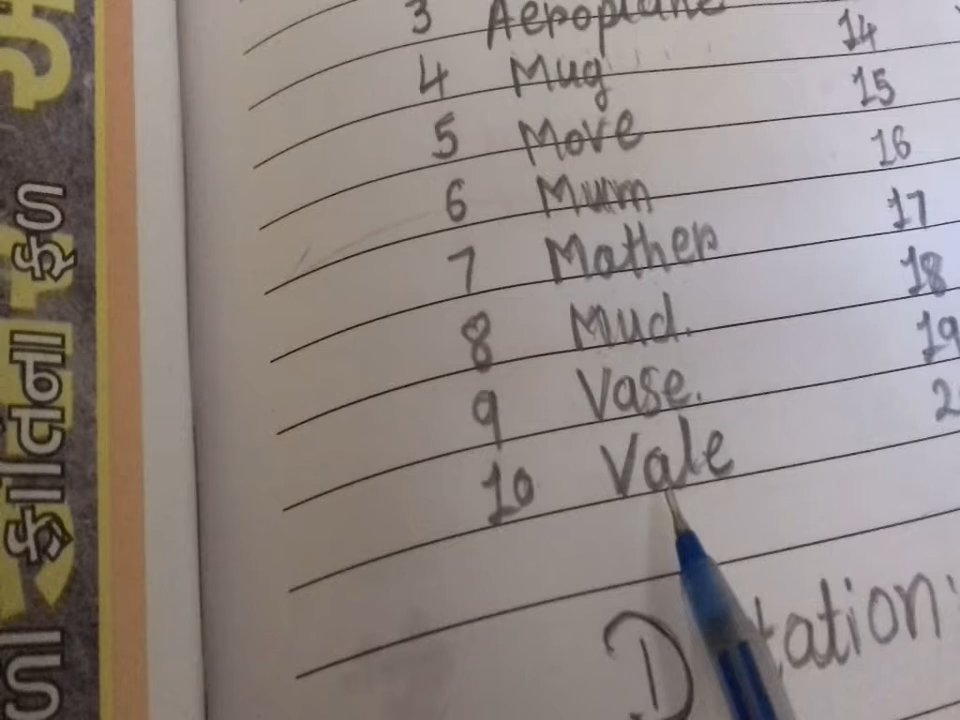 3 Aeroplane 14
4 Mug 15
5 Move 16
6 Mum 17
7 Mother 18
8 Mud. 19
9 Vase.
10 Vale